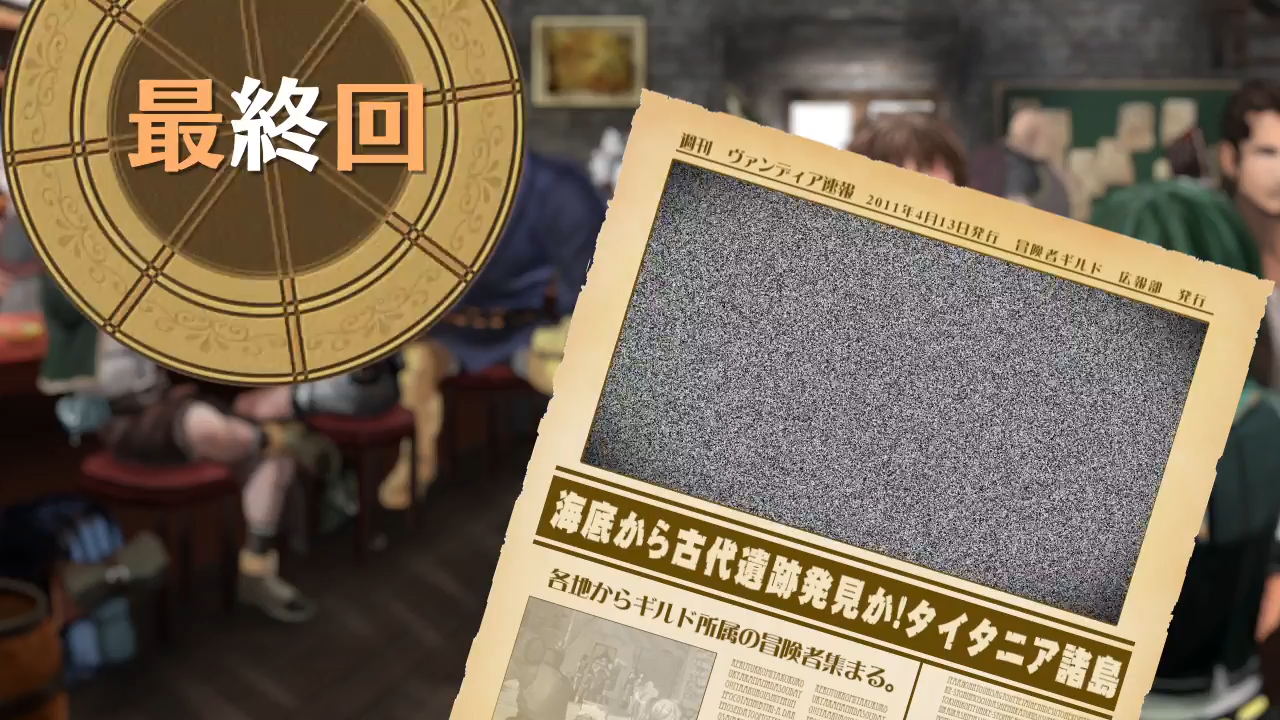 最終回
週刊 ヴァンディア速報 2011年4月13日発行 冒険者ギルド 広報部 発行
海底から古代遺跡発見か!タイタニア諸島
各地からギルド所属の冒険者集まる。